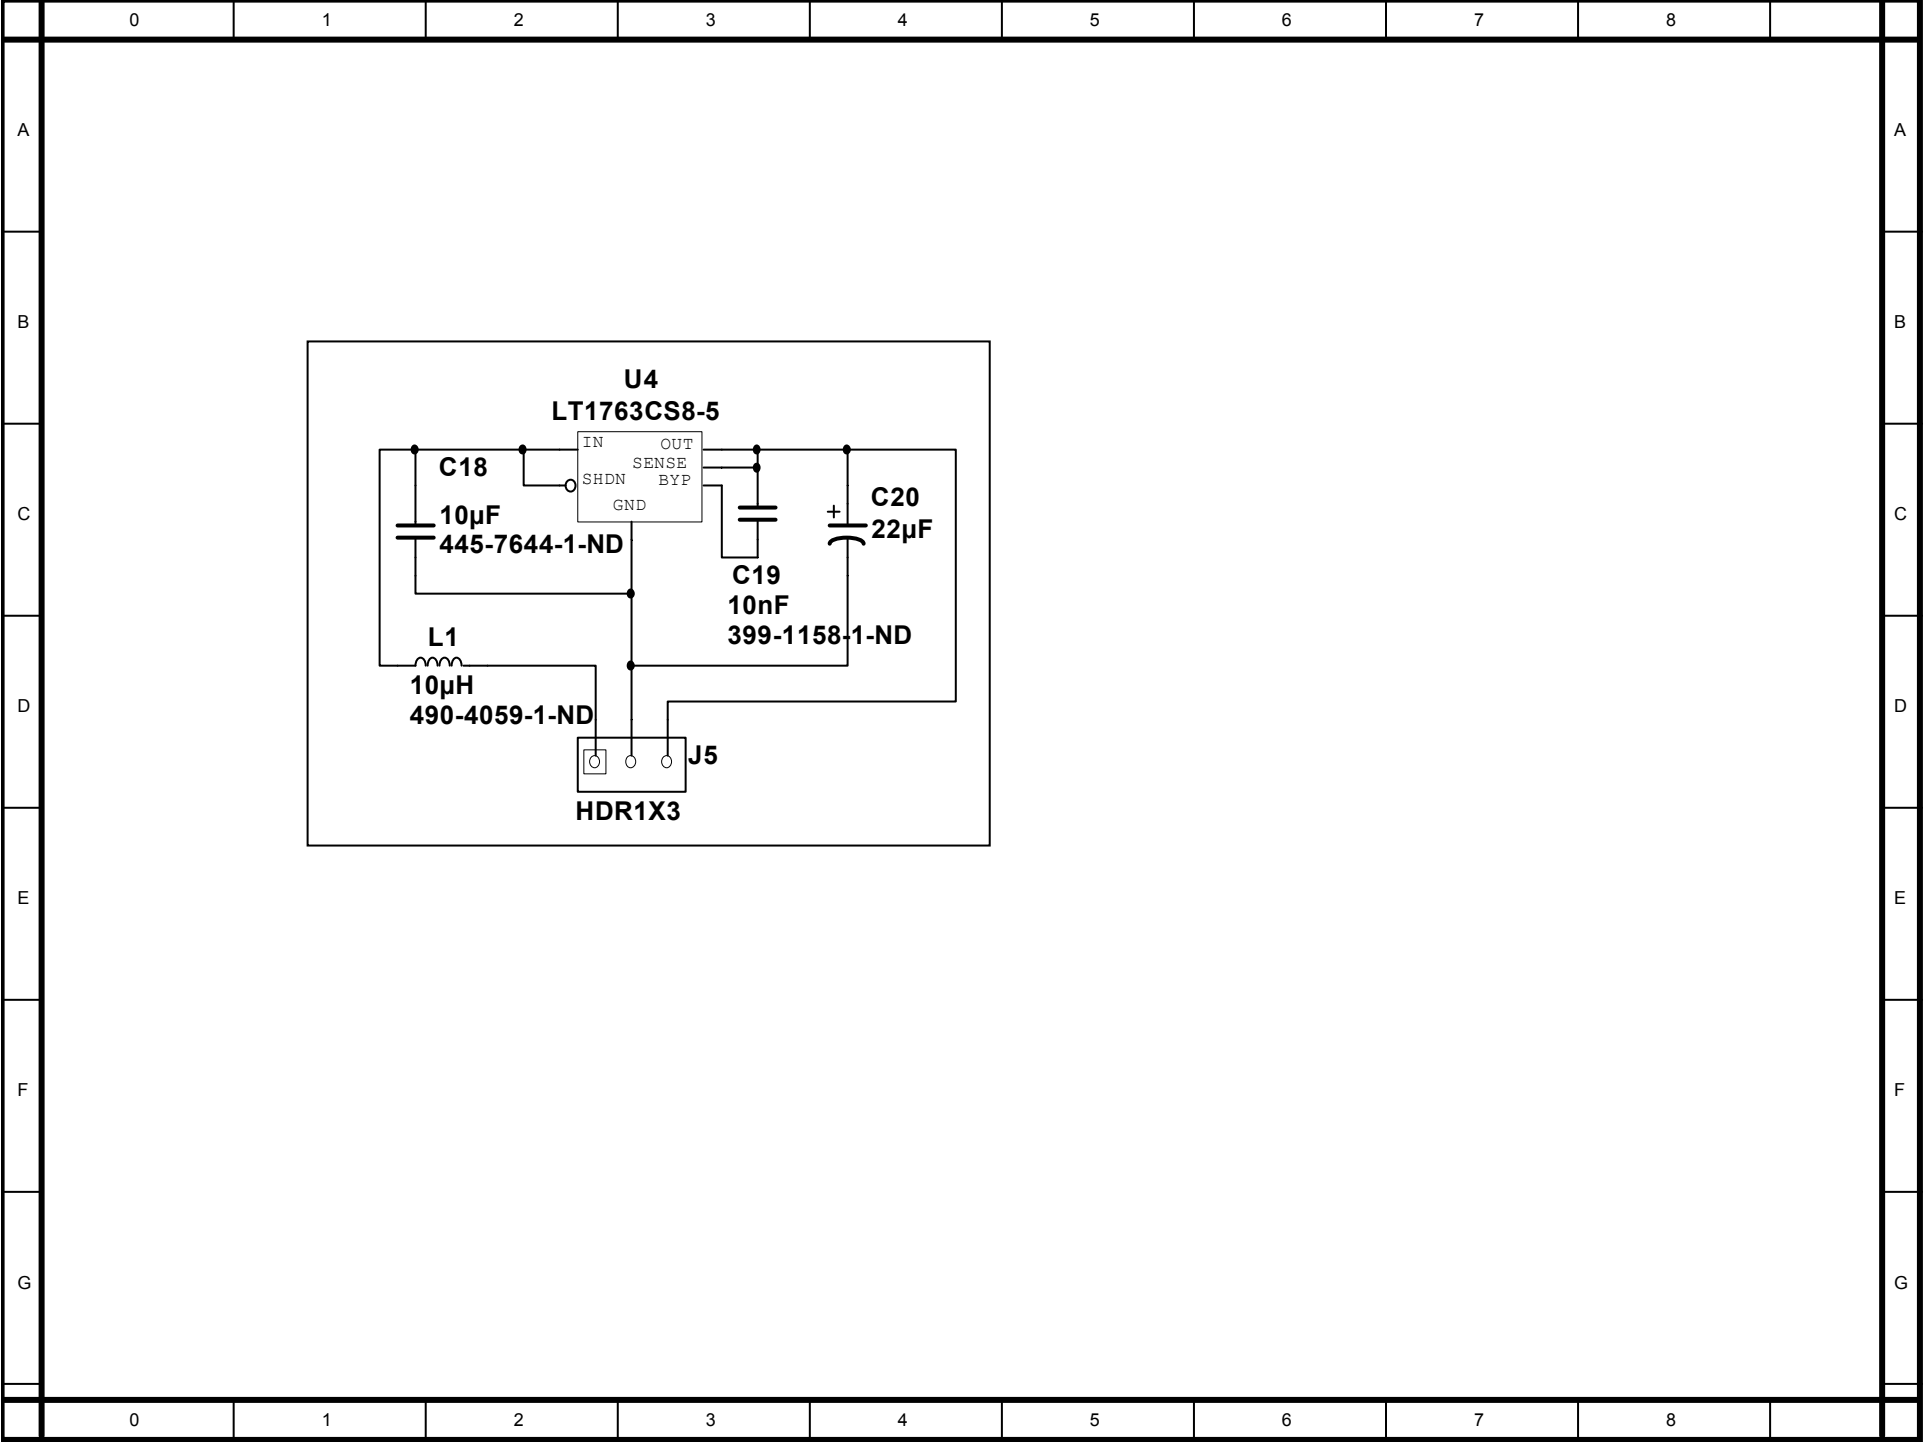 0 1 2 3 4 5 6 7 8
A A
B B
U4
LT1763CS8-5
IN OUT
SENSE
SHDN BYP
GND
C18
10µF
445-7644-1-ND
C20
22µF
C C
+
C19
10nF
399-1158-1-ND
L1
10µH
490-4059-1-ND
D D
J5
HDR1X3
E E
F F
G G
0 1 2 3 4 5 6 7 8